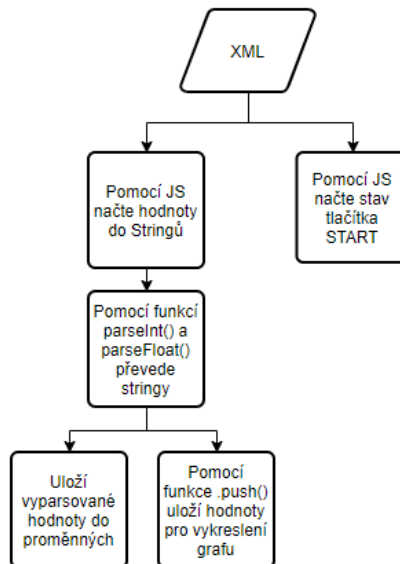 XML
Pomocí JS
načte hodnoty
do Stringů
Pomocí JS
načte stav
tlačítka
START
Pomocí funkcí
parseInt() a
parseFloat()
převede
stringy
Uloží
vyparsované
hodnoty do
proměnných
Pomocí
funkce .push()
uloží hodnoty
pro vykreslení
grafu